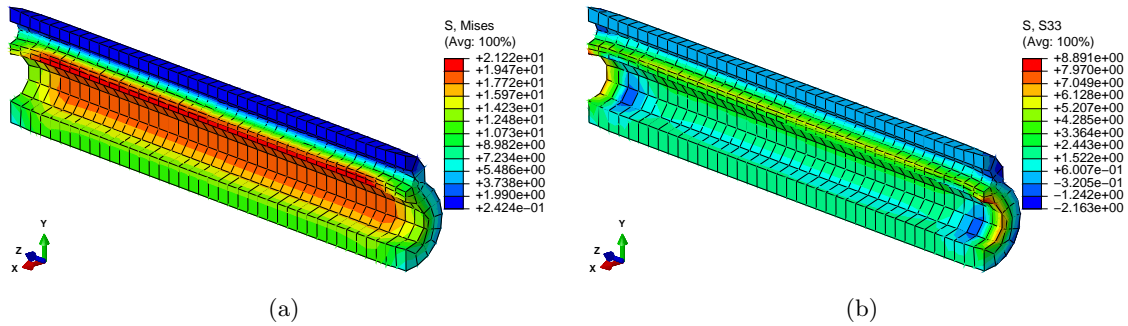 S, Mises
(Avg: 100%)
+2.122e+01
+1.947e+01
+1.772e+01
+1.597e+01
+1.423e+01
+1.248e+01
+1.073e+01
+8.982e+00
+7.234e+00
+5.486e+00
+3.738e+00
+1.990e+00
+2.424e−01
Y
Z
X
(a)
S, S33
(Avg: 100%)
+8.891e+00
+7.970e+00
+7.049e+00
+6.128e+00
+5.207e+00
+4.285e+00
+3.364e+00
+2.443e+00
+1.522e+00
+6.007e−01
−3.205e−01
−1.242e+00
−2.163e+00
Y
Z
X
(b)